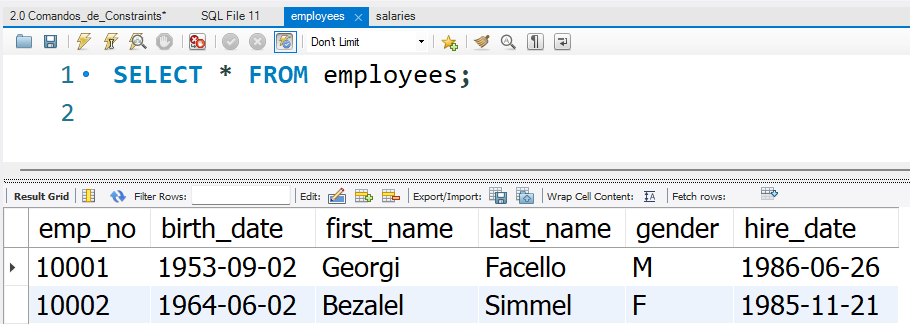 2.0 Comandos_de_Constraints* SQL File 11 employees salaries
Don't Limit
1 SELECT * FROM employees;
2
Result Grid Filter Rows: Edit: Export/Import: Wrap Cell Content: Fetch rows:
emp_no birth_date first_name last_name gender hire_date
10001 1953-09-02 Georgi Facello M 1986-06-26
10002 1964-06-02 Bezalel Simmel F 1985-11-21